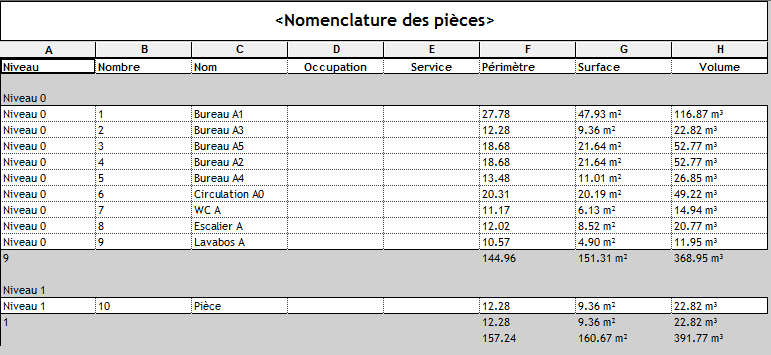 <Nomenclature des pièces>
A B C D E F G H
Niveau Nombre Nom Occupation Service Périmètre Surface Volume
Niveau 0
Niveau 0 1 Bureau A1 27.78 47.93 m² 116.87 m³
Niveau 0 2 Bureau A3 12.28 9.36 m² 22.82 m³
Niveau 0 3 Bureau A5 18.68 21.64 m² 52.77 m³
Niveau 0 4 Bureau A2 18.68 21.64 m² 52.77 m³
Niveau 0 5 Bureau A4 13.48 11.01 m² 26.85 m³
Niveau 0 6 Circulation A0 20.31 20.19 m² 49.22 m³
Niveau 0 7 WC A 11.17 6.13 m² 14.94 m³
Niveau 0 8 Escalier A 12.02 8.52 m² 20.77 m³
Niveau 0 9 Lavabos A 10.57 4.90 m² 11.95 m³
9 144.96 151.31 m² 368.95 m³
Niveau 1
Niveau 1 10 Pièce 12.28 9.36 m² 22.82 m³
1 12.28 9.36 m² 22.82 m³
157.24 160.67 m² 391.77 m³